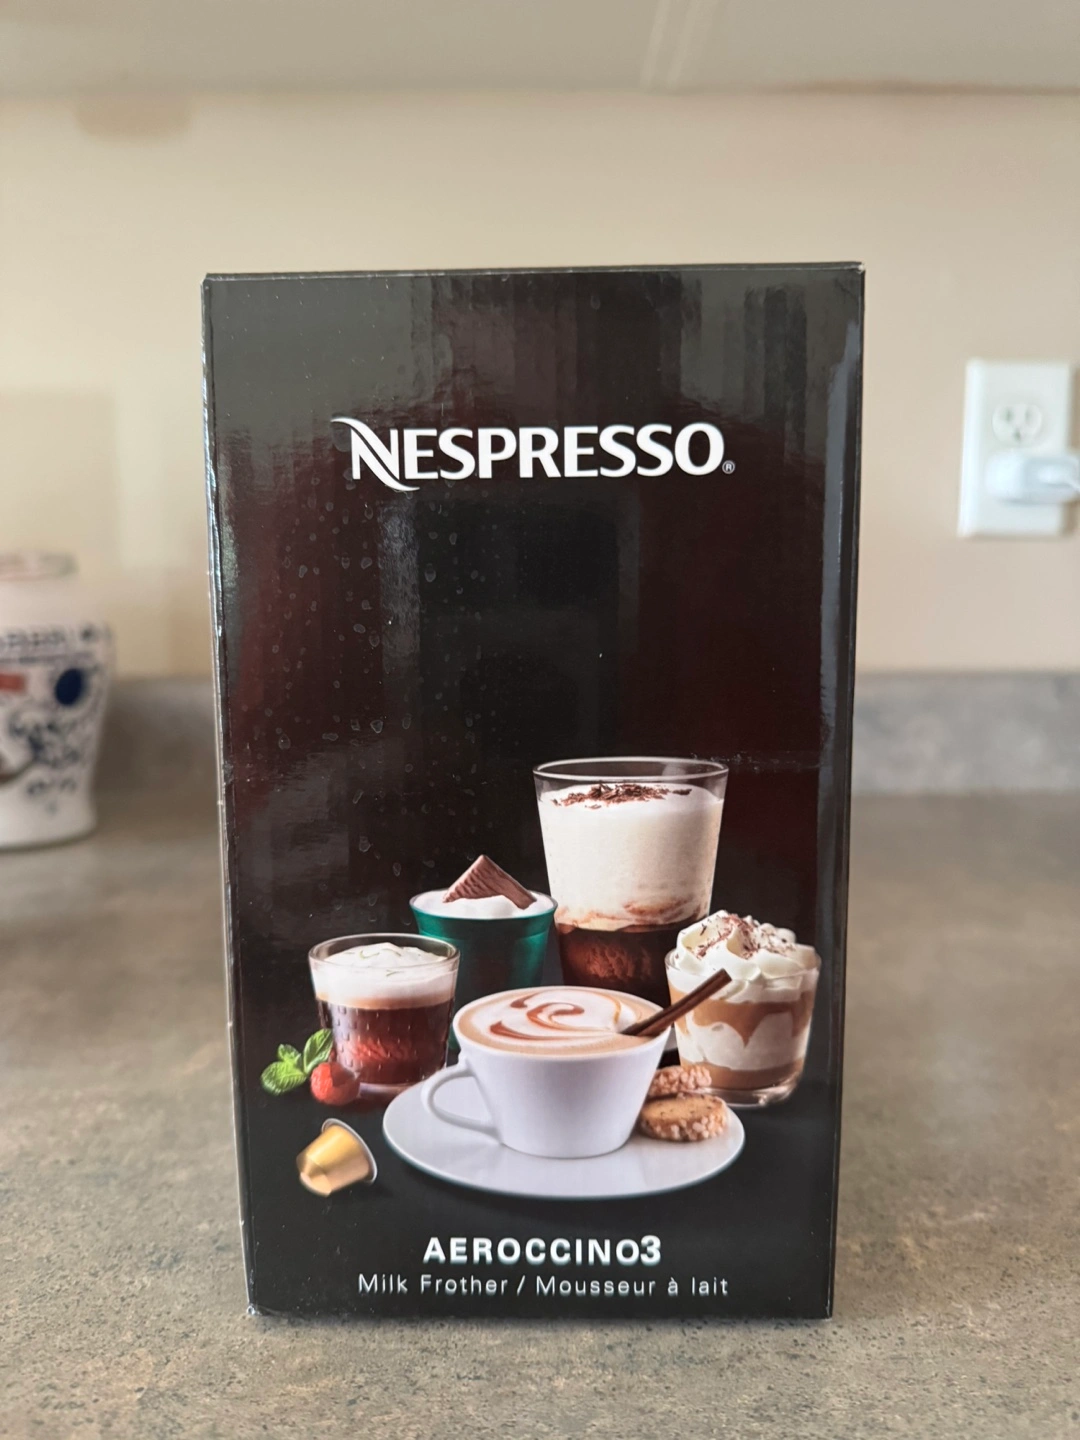 NESPRESSO®
AEROCCINO3
Milk Frother / Mousseur à lait